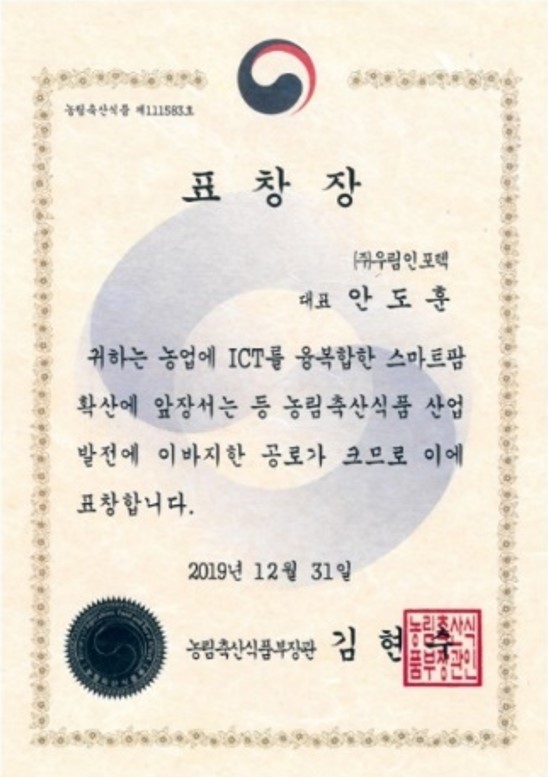 농림축산식품 제111583호
표 창 장
(주)우림인포텍
대표 안 도 훈
귀하는 농업에 ICT를 융복합한 스마트팜
확산에 앞장서는 등 농림축산식품 산업
발전에 이바지한 공로가 크므로 이에
표창합니다.
2019년 12월 31일
농림축산식품부장관 김 현 수
농림축산식
품부장관인